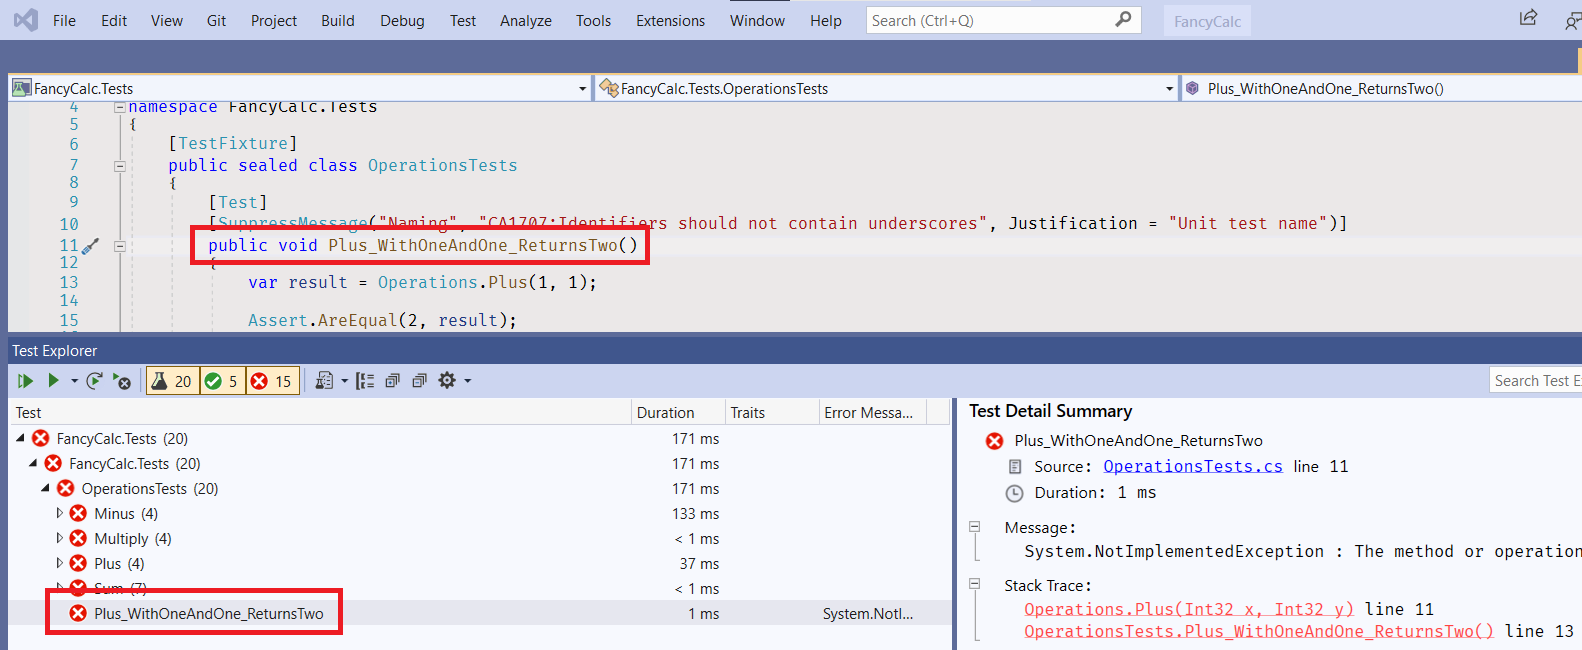 File Edit View Git Project Build Debug Test Analyze Tools Extensions Window Help Search (Ctrl+Q) FancyCalc
FancyCalc.Tests FancyCalc.Tests.OperationsTests Plus_WithOneAndOne_ReturnsTwo()
4 namespace FancyCalc.Tests
5 {
6 [TestFixture]
7 public sealed class OperationsTests
8 {
9 [Test]
10 [SuppressMessage("Naming", "CA1707:Identifiers should not contain underscores", Justification = "Unit test name")]
11 public void Plus_WithOneAndOne_ReturnsTwo()
12 {
13 var result = Operations.Plus(1, 1);
14
15 Assert.AreEqual(2, result);
Test Explorer
20 5 15 Search Test E
Test Duration Traits Error Messa...
FancyCalc.Tests (20) 171 ms
FancyCalc.Tests (20) 171 ms
OperationsTests (20) 171 ms
Minus (4) 133 ms
Multiply (4) < 1 ms
Plus (4) 37 ms
Sum (7) < 1 ms
Plus_WithOneAndOne_ReturnsTwo 1 ms System.NotI...
Test Detail Summary
Plus_WithOneAndOne_ReturnsTwo
Source: OperationsTests.cs line 11
Duration: 1 ms
Message:
System.NotImplementedException : The method or operation
Stack Trace:
Operations.Plus(Int32 x, Int32 y) line 11
OperationsTests.Plus_WithOneAndOne_ReturnsTwo() line 13